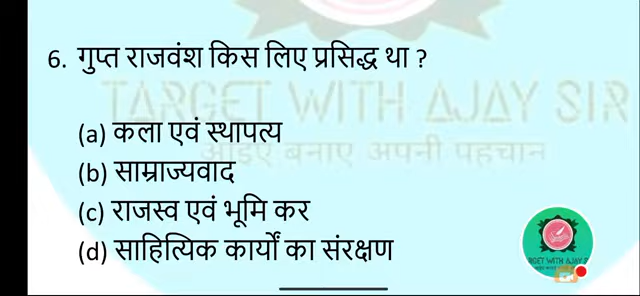 6. गुप्त राजवंश किस लिए प्रसिद्ध था ?
TARGET WITH AJAY SIR
(a) कला एवं स्थापत्य
आइए बनाए अपनी पहचान
(b) साम्राज्यवाद
(c) राजस्व एवं भूमि कर
(d) साहित्यिक कार्यों का संरक्षण